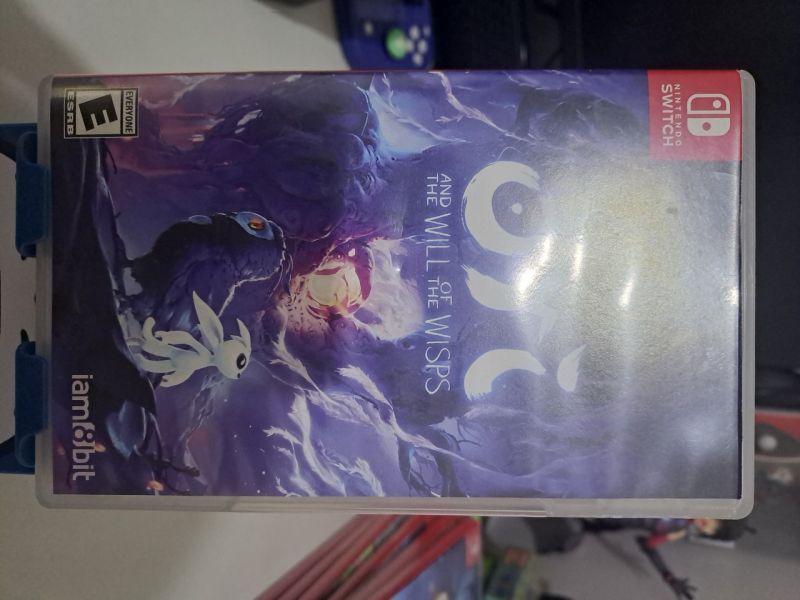 NINTENDO
SWITCH
Ori
AND
THE WILL
OF
THE WISPS
EVERYONE
E
ESRB
iam8bit